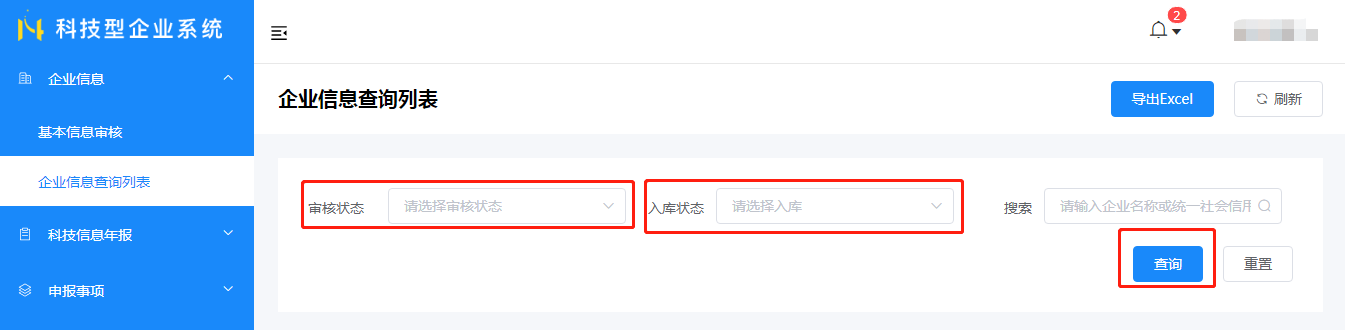 科技型企业系统
2
企业信息
基本信息审核
企业信息查询列表
科技信息年报
申报事项
企业信息查询列表
导出Excel
刷新
审核状态
请选择审核状态
入库状态
请选择入库
搜索
请输入企业名称或统一社会信用
查询
重置